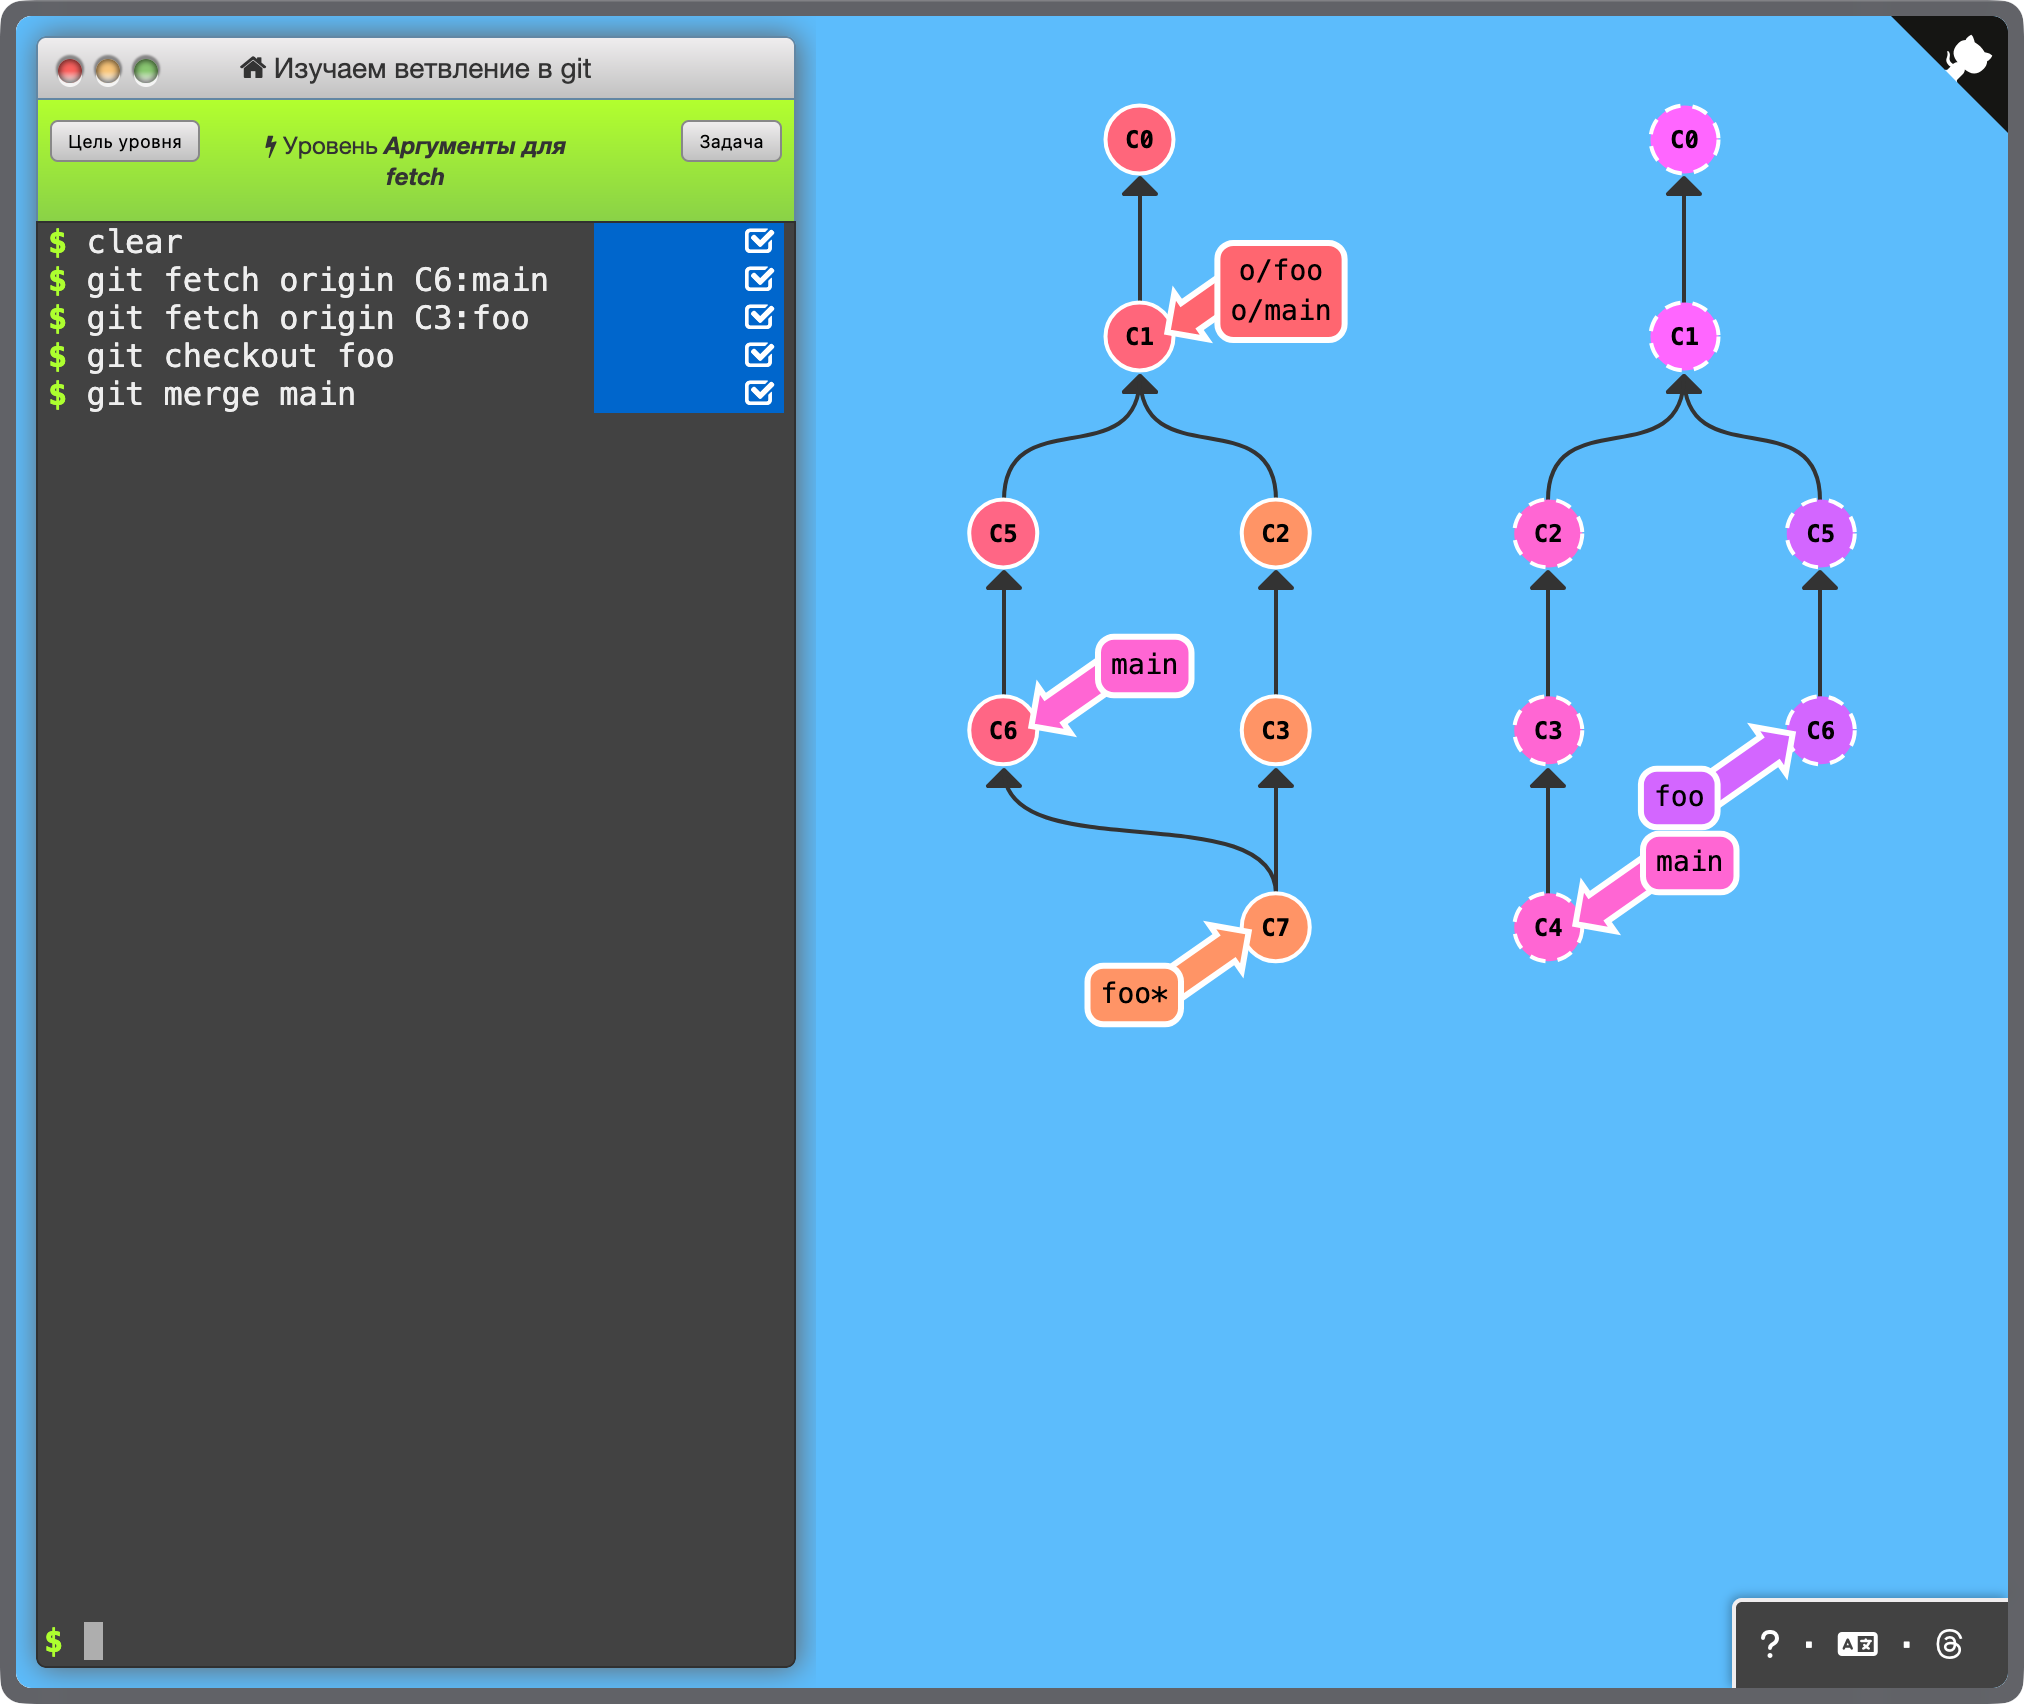 Изучаем ветвление в git
Цель уровня
Уровень Аргументы для
fetch
Задача
$ clear
$ git fetch origin C6:main
$ git fetch origin C3:foo
$ git checkout foo
$ git merge main
$
C0
o/foo
o/main
C1
C5
C2
main
C6
C3
C7
foo*
C0
C1
C2
C5
C3
C6
foo
main
C4
? · A文 ·